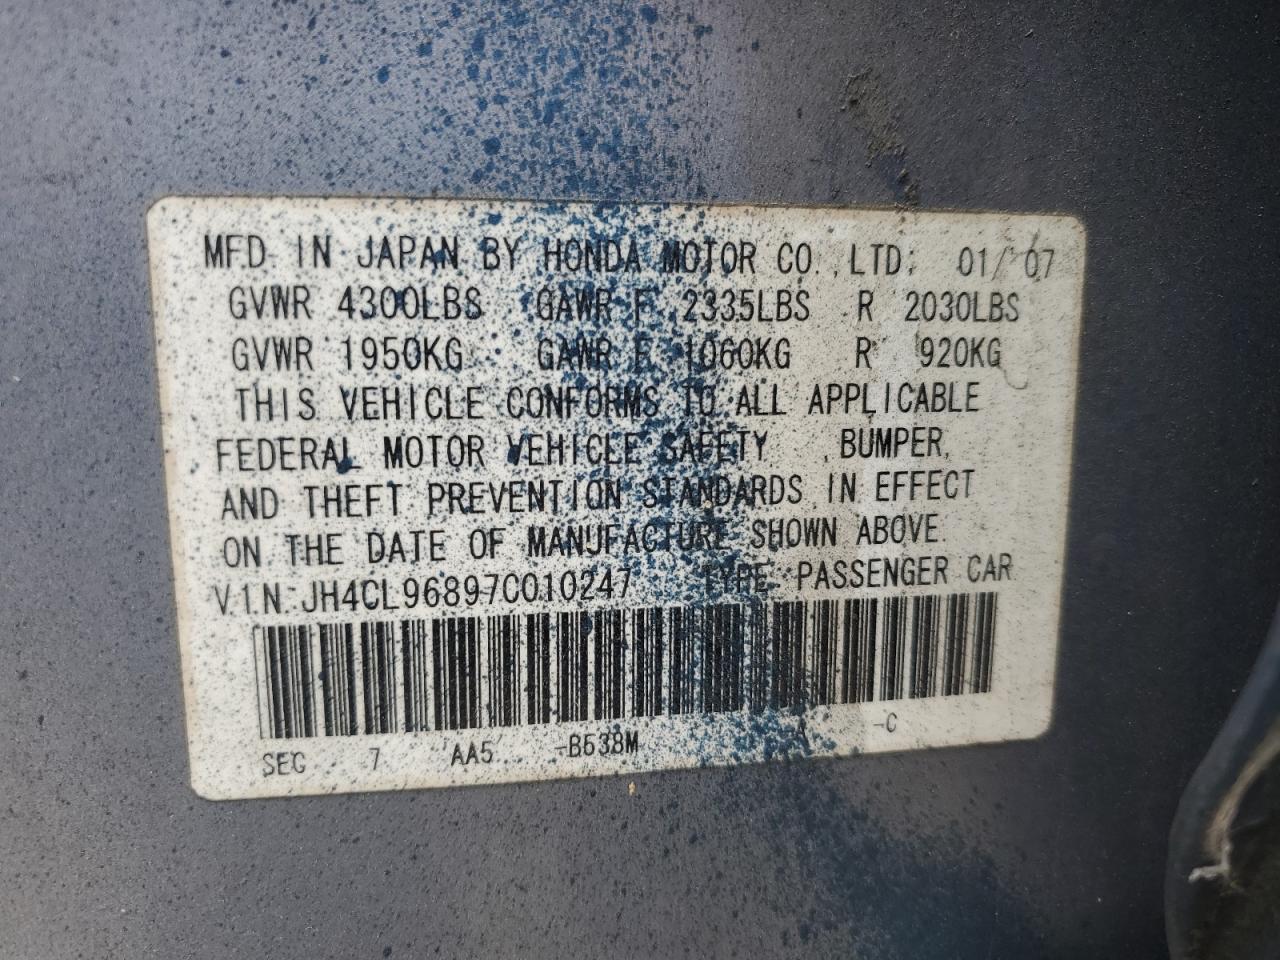 MFD IN JAPAN BY HONDA MOTOR CO., LTD: 01/07
GVWR 4300LBS GAWR F 2335LBS R 2030LBS
GVWR 1950KG GAWR F 1060KG R 920KG
THIS VEHICLE CONFORMS TO ALL APPLICABLE
FEDERAL MOTOR VEHICLE SAFETY , BUMPER,
AND THEFT PREVENTION STANDARDS IN EFFECT
ON THE DATE OF MANUFACTURE SHOWN ABOVE.
V.I.N: JH4CL96897C010247 TYPE PASSENGER CAR
SEC 7 AA5 -B538M A -C